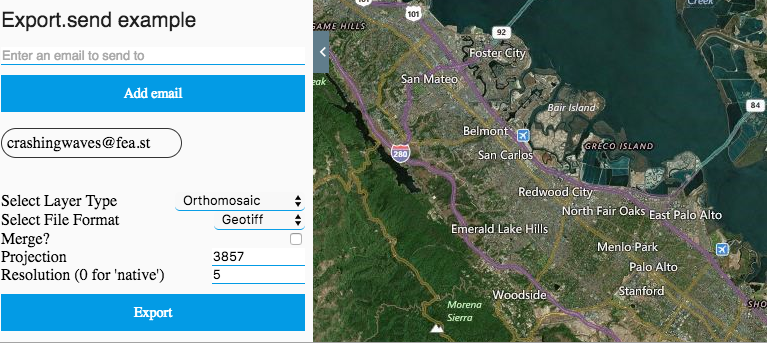 Export.send example
Enter an email to send to
Add email
crashingwaves@fea.st
Select Layer Type Orthomosaic
Select File Format Geotiff
Merge?
Projection 3857
Resolution (0 for 'native') 5
Export
101
101
GAME HILLS
92
Creek
Foster City
eak
San Mateo
84
Bair Island
Belmont
GRECO ISLAND
280
San Carlos
Redwood City
North Fair Oaks
East Palo Alto
Emerald Lake Hills
Menlo Park
Palo Alto
Stanford
Woodside
Morena
Sierra
SHO